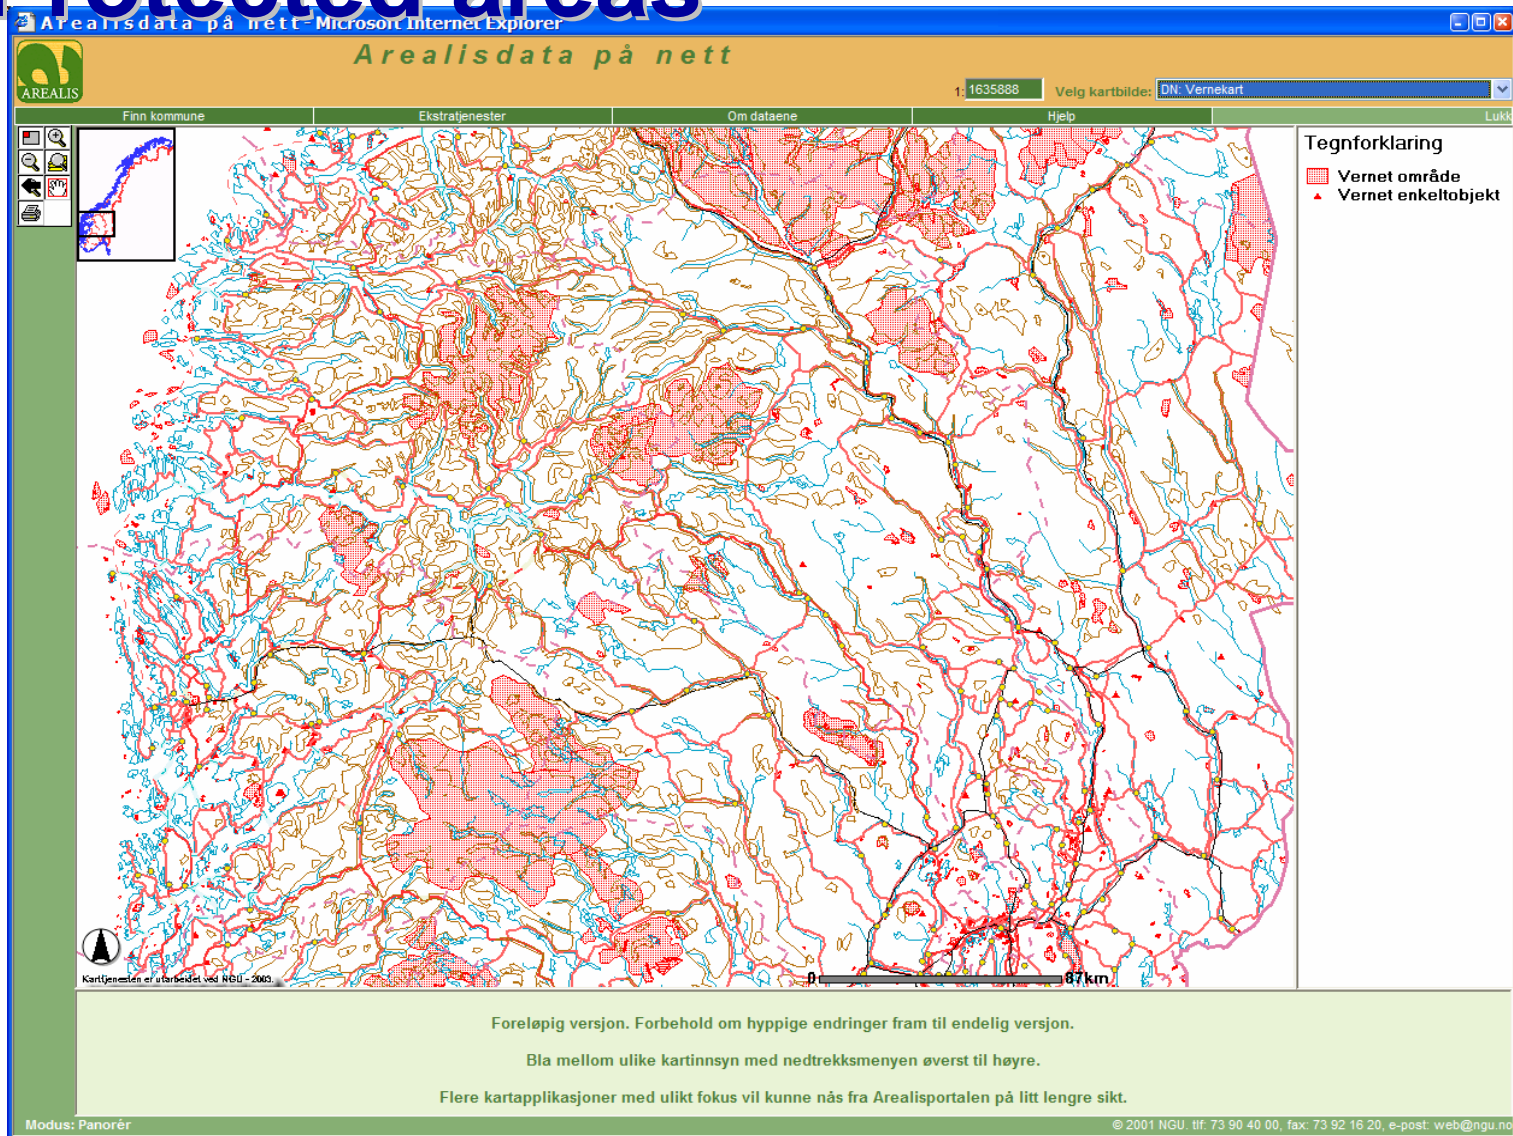 rotected areas
Arealisdata på nett - Microsoft Internet Explorer
Arealisdata på nett
AREALIS
1: 1635888 Velg kartbilde: DN: Vernekart
Finn kommune Ekstratjenester Om dataene Hjelp Lukk
Tegnforklaring
Vernet område
Vernet enkeltobjekt
Karttjenesten er utarbeidet ved NGU - 2003.
0 87km
Foreløpig versjon. Forbehold om hyppige endringer fram til endelig versjon.
Bla mellom ulike kartinnsyn med nedtrekksmenyen øverst til høyre.
Flere kartapplikasjoner med ulikt fokus vil kunne nås fra Arealisportalen på litt lengre sikt.
Modus: Panorér © 2001 NGU. tlf: 73 90 40 00, fax: 73 92 16 20, e-post: web@ngu.no